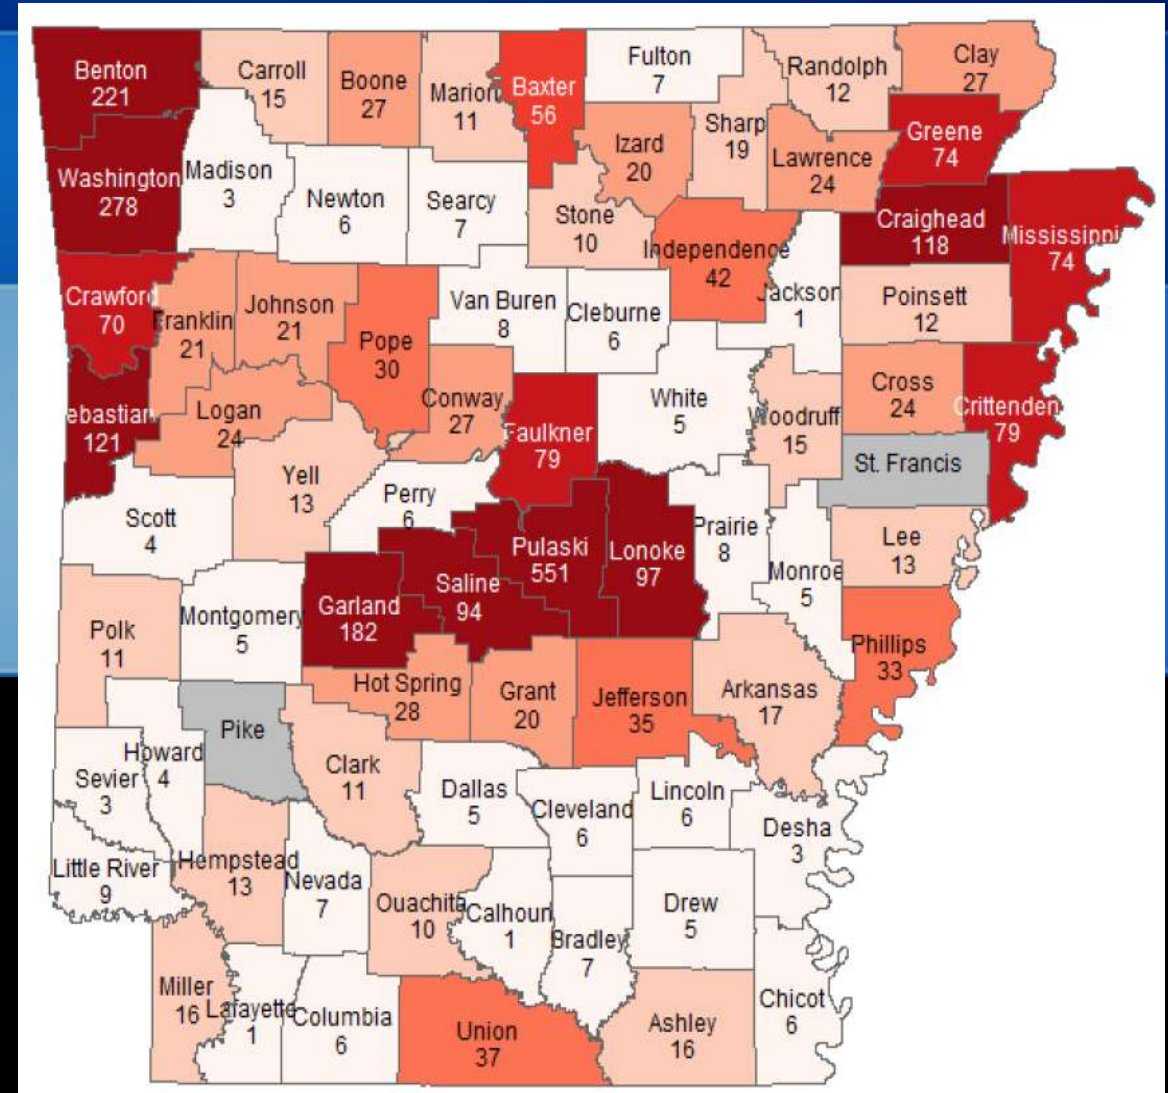 Benton
221
Carroll
15
Boone
27
Marion
11
Baxter
56
Fulton
7
Randolph
12
Clay
27
Sharp
19
Izard
20
Lawrence
24
Greene
74
Washington
278
Madison
3
Newton
6
Searcy
7
Stone
10
Independence
42
Jackson
1
Craighead
118
Mississippi
74
Crawford
70
Franklin
21
Johnson
21
Pope
30
Van Buren
8
Cleburne
6
Poinsett
12
Conway
27
White
5
Woodruff
15
Cross
24
Crittenden
79
ebastian
121
Logan
24
Faulkner
79
St. Francis
Yell
13
Perry
6
Scott
4
Pulaski
551
Lonoke
97
Prairie
8
Lee
13
Saline
94
Garland
182
Monroe
5
Montgomery
5
Polk
11
Phillips
33
Hot Spring
28
Grant
20
Jefferson
35
Arkansas
17
Pike
Howard
4
Sevier
3
Clark
11
Dallas
5
Cleveland
6
Lincoln
6
Desha
3
Little River
9
Hempstead
13
Nevada
7
Ouachita
10
Calhoun
1
Bradley
7
Drew
5
Miller
16
Lafayette
1
Columbia
6
Union
37
Ashley
16
Chicot
6